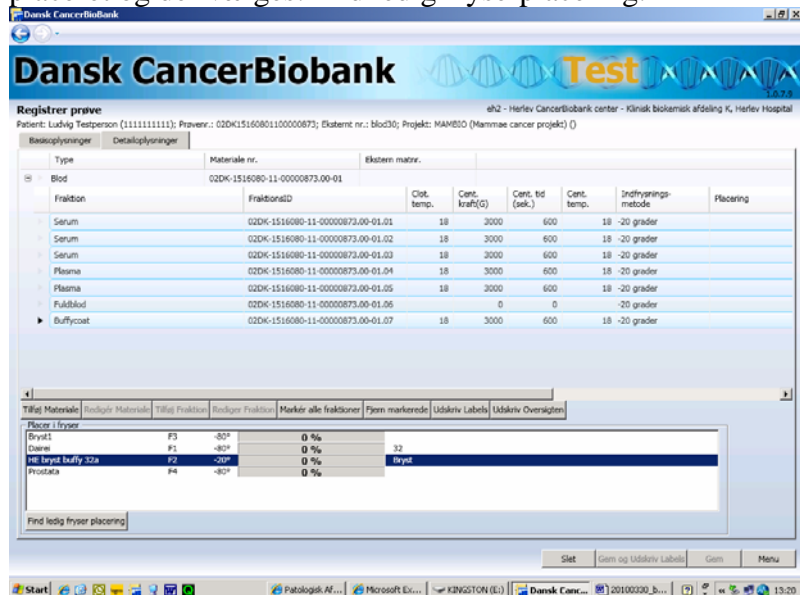 Dansk CancerBioBank
Dansk CancerBiobank
Test
1.0.7.9
Registrer prøve
eh2 - Herlev CancerBiobank center - Klinisk biokemisk afdeling K, Herlev Hospital
Patient: Ludvig Testperson (1111111111); Prøvenr.: 02DK15160801100000873; Eksternt nr.: blod30; Projekt: MAMBIO (Mammae cancer projekt) ()
Basisoplysninger Detailoplysninger
Type Materiale nr. Ekstern matnr.
Blod 02DK-1516080-11-00000873.00-01
Fraktion FraktionsID Clot. temp. Cent. kraft(G) Cent. tid (sek.) Cent. temp. Indfrysnings-metode Placering
Serum 02DK-1516080-11-00000873.00-01.01 18 3000 600 18 -20 grader
Serum 02DK-1516080-11-00000873.00-01.02 18 3000 600 18 -20 grader
Serum 02DK-1516080-11-00000873.00-01.03 18 3000 600 18 -20 grader
Plasma 02DK-1516080-11-00000873.00-01.04 18 3000 600 18 -20 grader
Plasma 02DK-1516080-11-00000873.00-01.05 18 3000 600 18 -20 grader
Fuldblod 02DK-1516080-11-00000873.00-01.06 0 0 -20 grader
Buffycoat 02DK-1516080-11-00000873.00-01.07 18 3000 600 18 -20 grader
Tilføj Materiale Redigér Materiale Tilføj Fraktion Rediger Fraktion Markér alle fraktioner Fjern markerede Udskriv Labels Udskriv Oversigten
Placer i fryser
Bryst1 F3 -80° 0 %
Dairei F1 -80° 0 % 32
HE bryst buffy 32a F2 -20° 0 % Bryst
Prostata F4 -80° 0 %
Find ledig fryser placering
Slet Gem og Udskriv Labels Gem Menu
Start Patologisk Af... Microsoft Ex... KINGSTON (E:) Dansk Canc... 20100330_b... 13:20